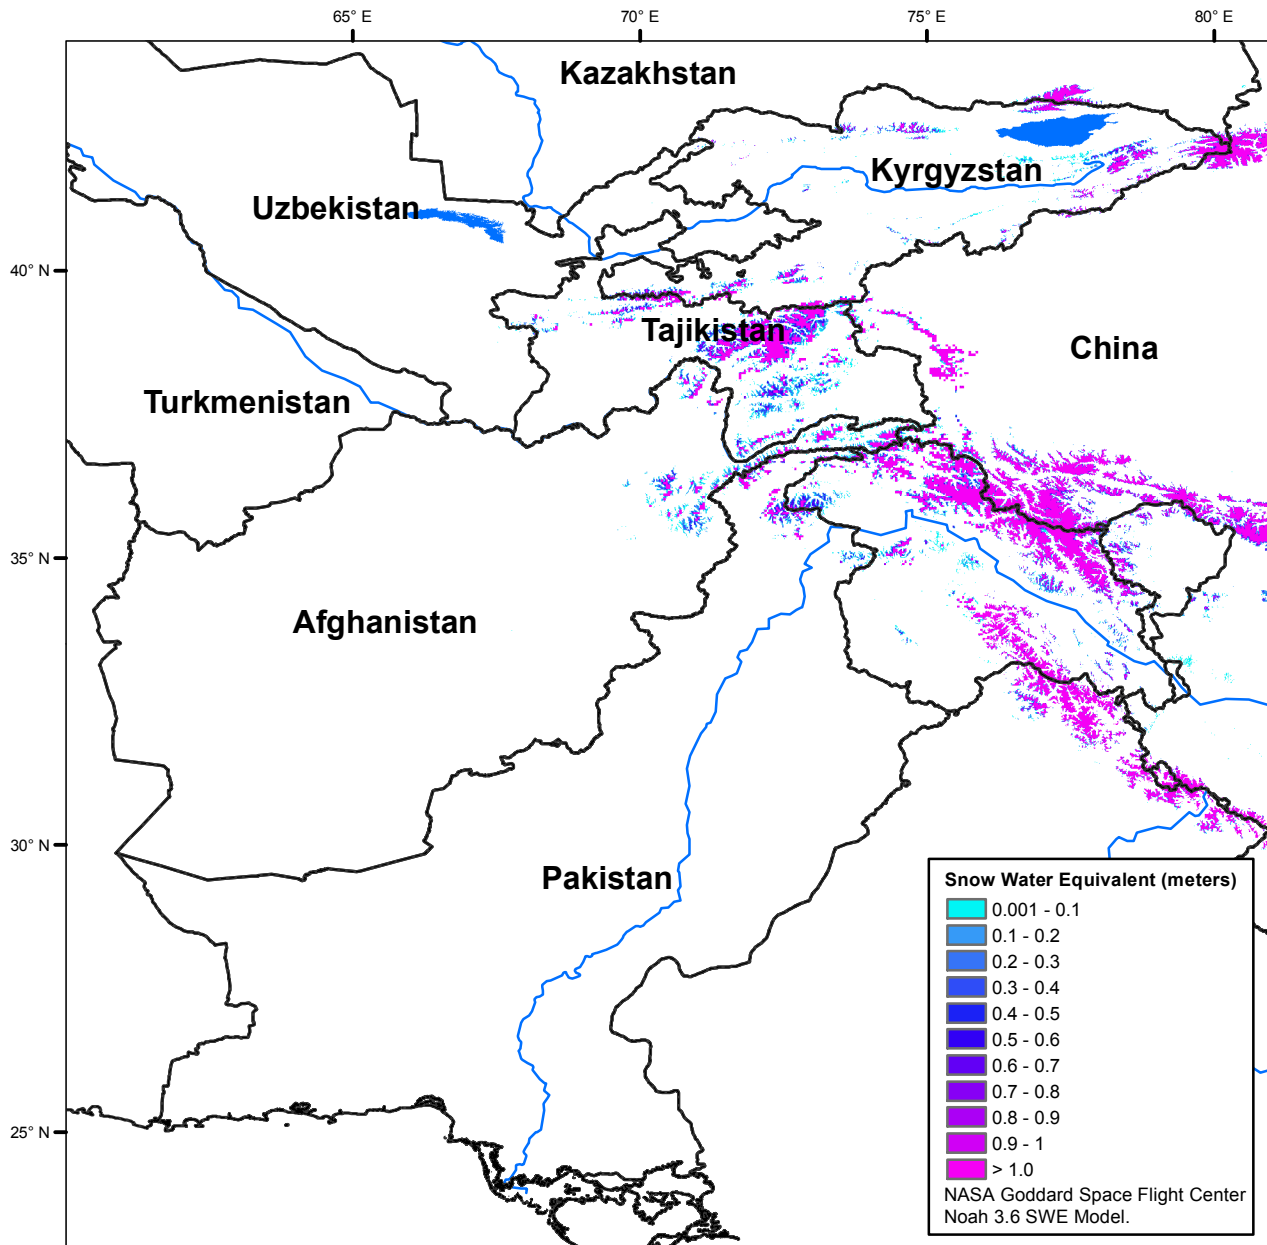 65° E
70° E
75° E
80° E
Kazakhstan
Kyrgyzstan
Uzbekistan
40° N
Tajikistan
China
Turkmenistan
35° N
Afghanistan
30° N
Pakistan
Snow Water Equivalent (meters)
0.001 - 0.1
0.1 - 0.2
0.2 - 0.3
0.3 - 0.4
0.4 - 0.5
0.5 - 0.6
0.6 - 0.7
0.7 - 0.8
0.8 - 0.9
0.9 - 1
> 1.0
25° N
NASA Goddard Space Flight Center
Noah 3.6 SWE Model.